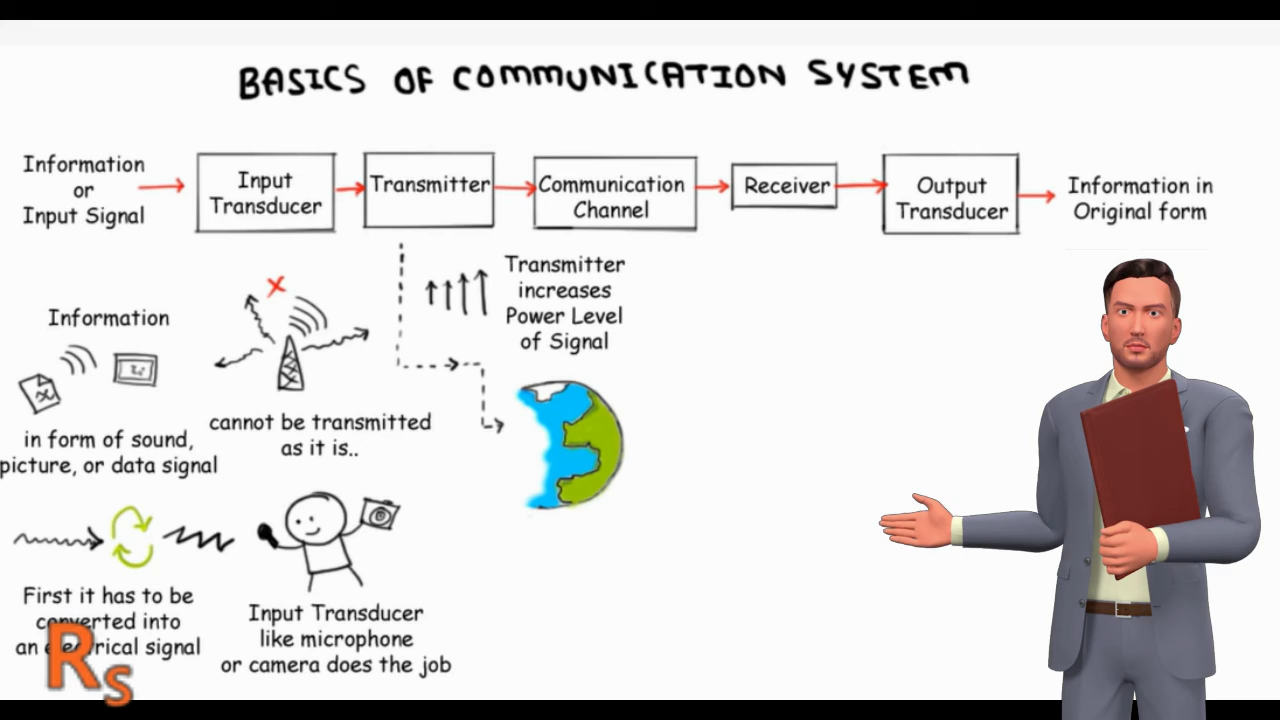 BASICS OF COMMUNICATION SYSTEM
Information
or
Input Signal
Input
Transducer
Transmitter
Communication
Channel
Receiver
Output
Transducer
Information in
Original form
Transmitter
increases
Power Level
of Signal
Information
in form of sound,
picture, or data signal
cannot be transmitted
as it is..
First it has to be
converted into
an electrical signal
Input Transducer
like microphone
or camera does the job
Rs